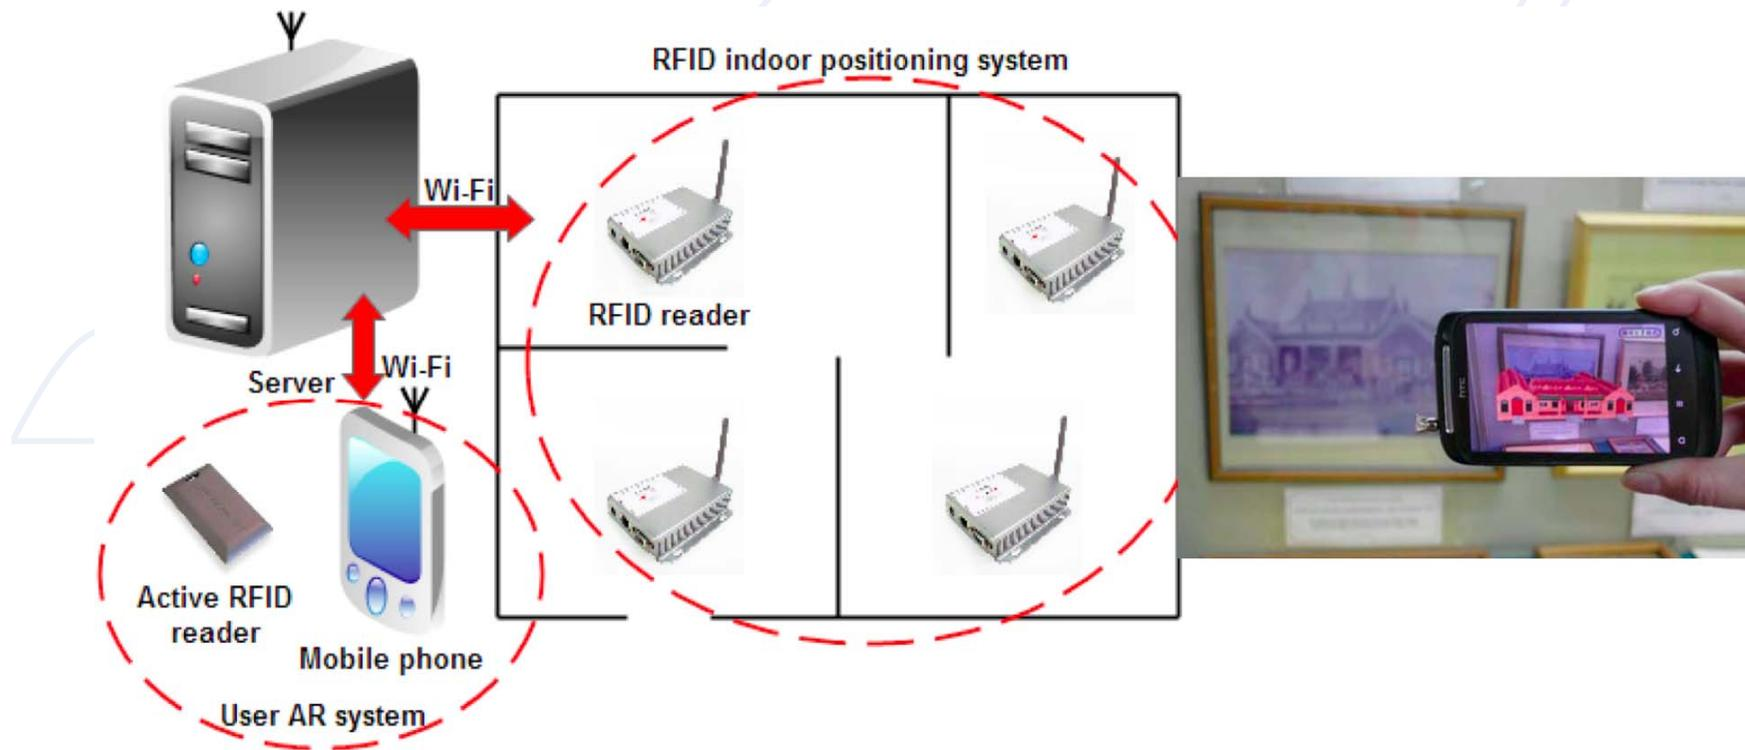 RFID indoor positioning system
Wi-Fi
RFID reader
Server
Wi-Fi
Active RFID
reader
Mobile phone
User AR system
hTC